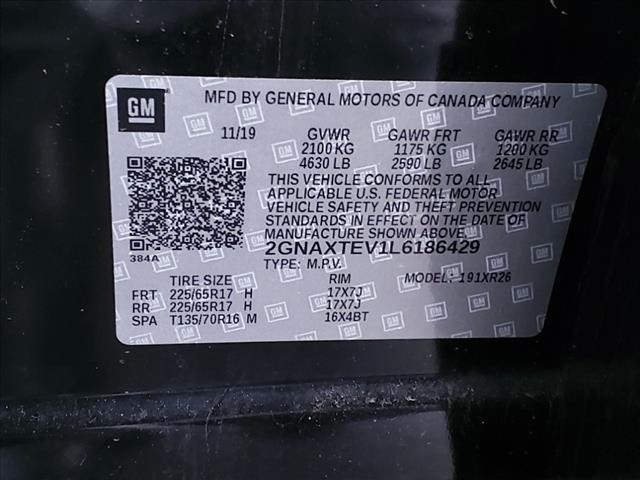 GM
MFD BY GENERAL MOTORS OF CANADA COMPANY
11/19 GVWR GAWR FRT GAWR RR
2100 KG 1175 KG 1200 KG
4630 LB 2590 LB 2645 LB
THIS VEHICLE CONFORMS TO ALL
APPLICABLE U.S. FEDERAL MOTOR
VEHICLE SAFETY AND THEFT PREVENTION
STANDARDS IN EFFECT ON THE DATE OF
MANUFACTURE SHOWN ABOVE.
2GNAXTEV1L6186429
384A
TYPE: M.P.V. MODEL: 191XR26
TIRE SIZE RIM
FRT 225/65R17 H 17X7J
RR 225/65R17 H 17X7J
SPA T135/70R16 M 16X4BT